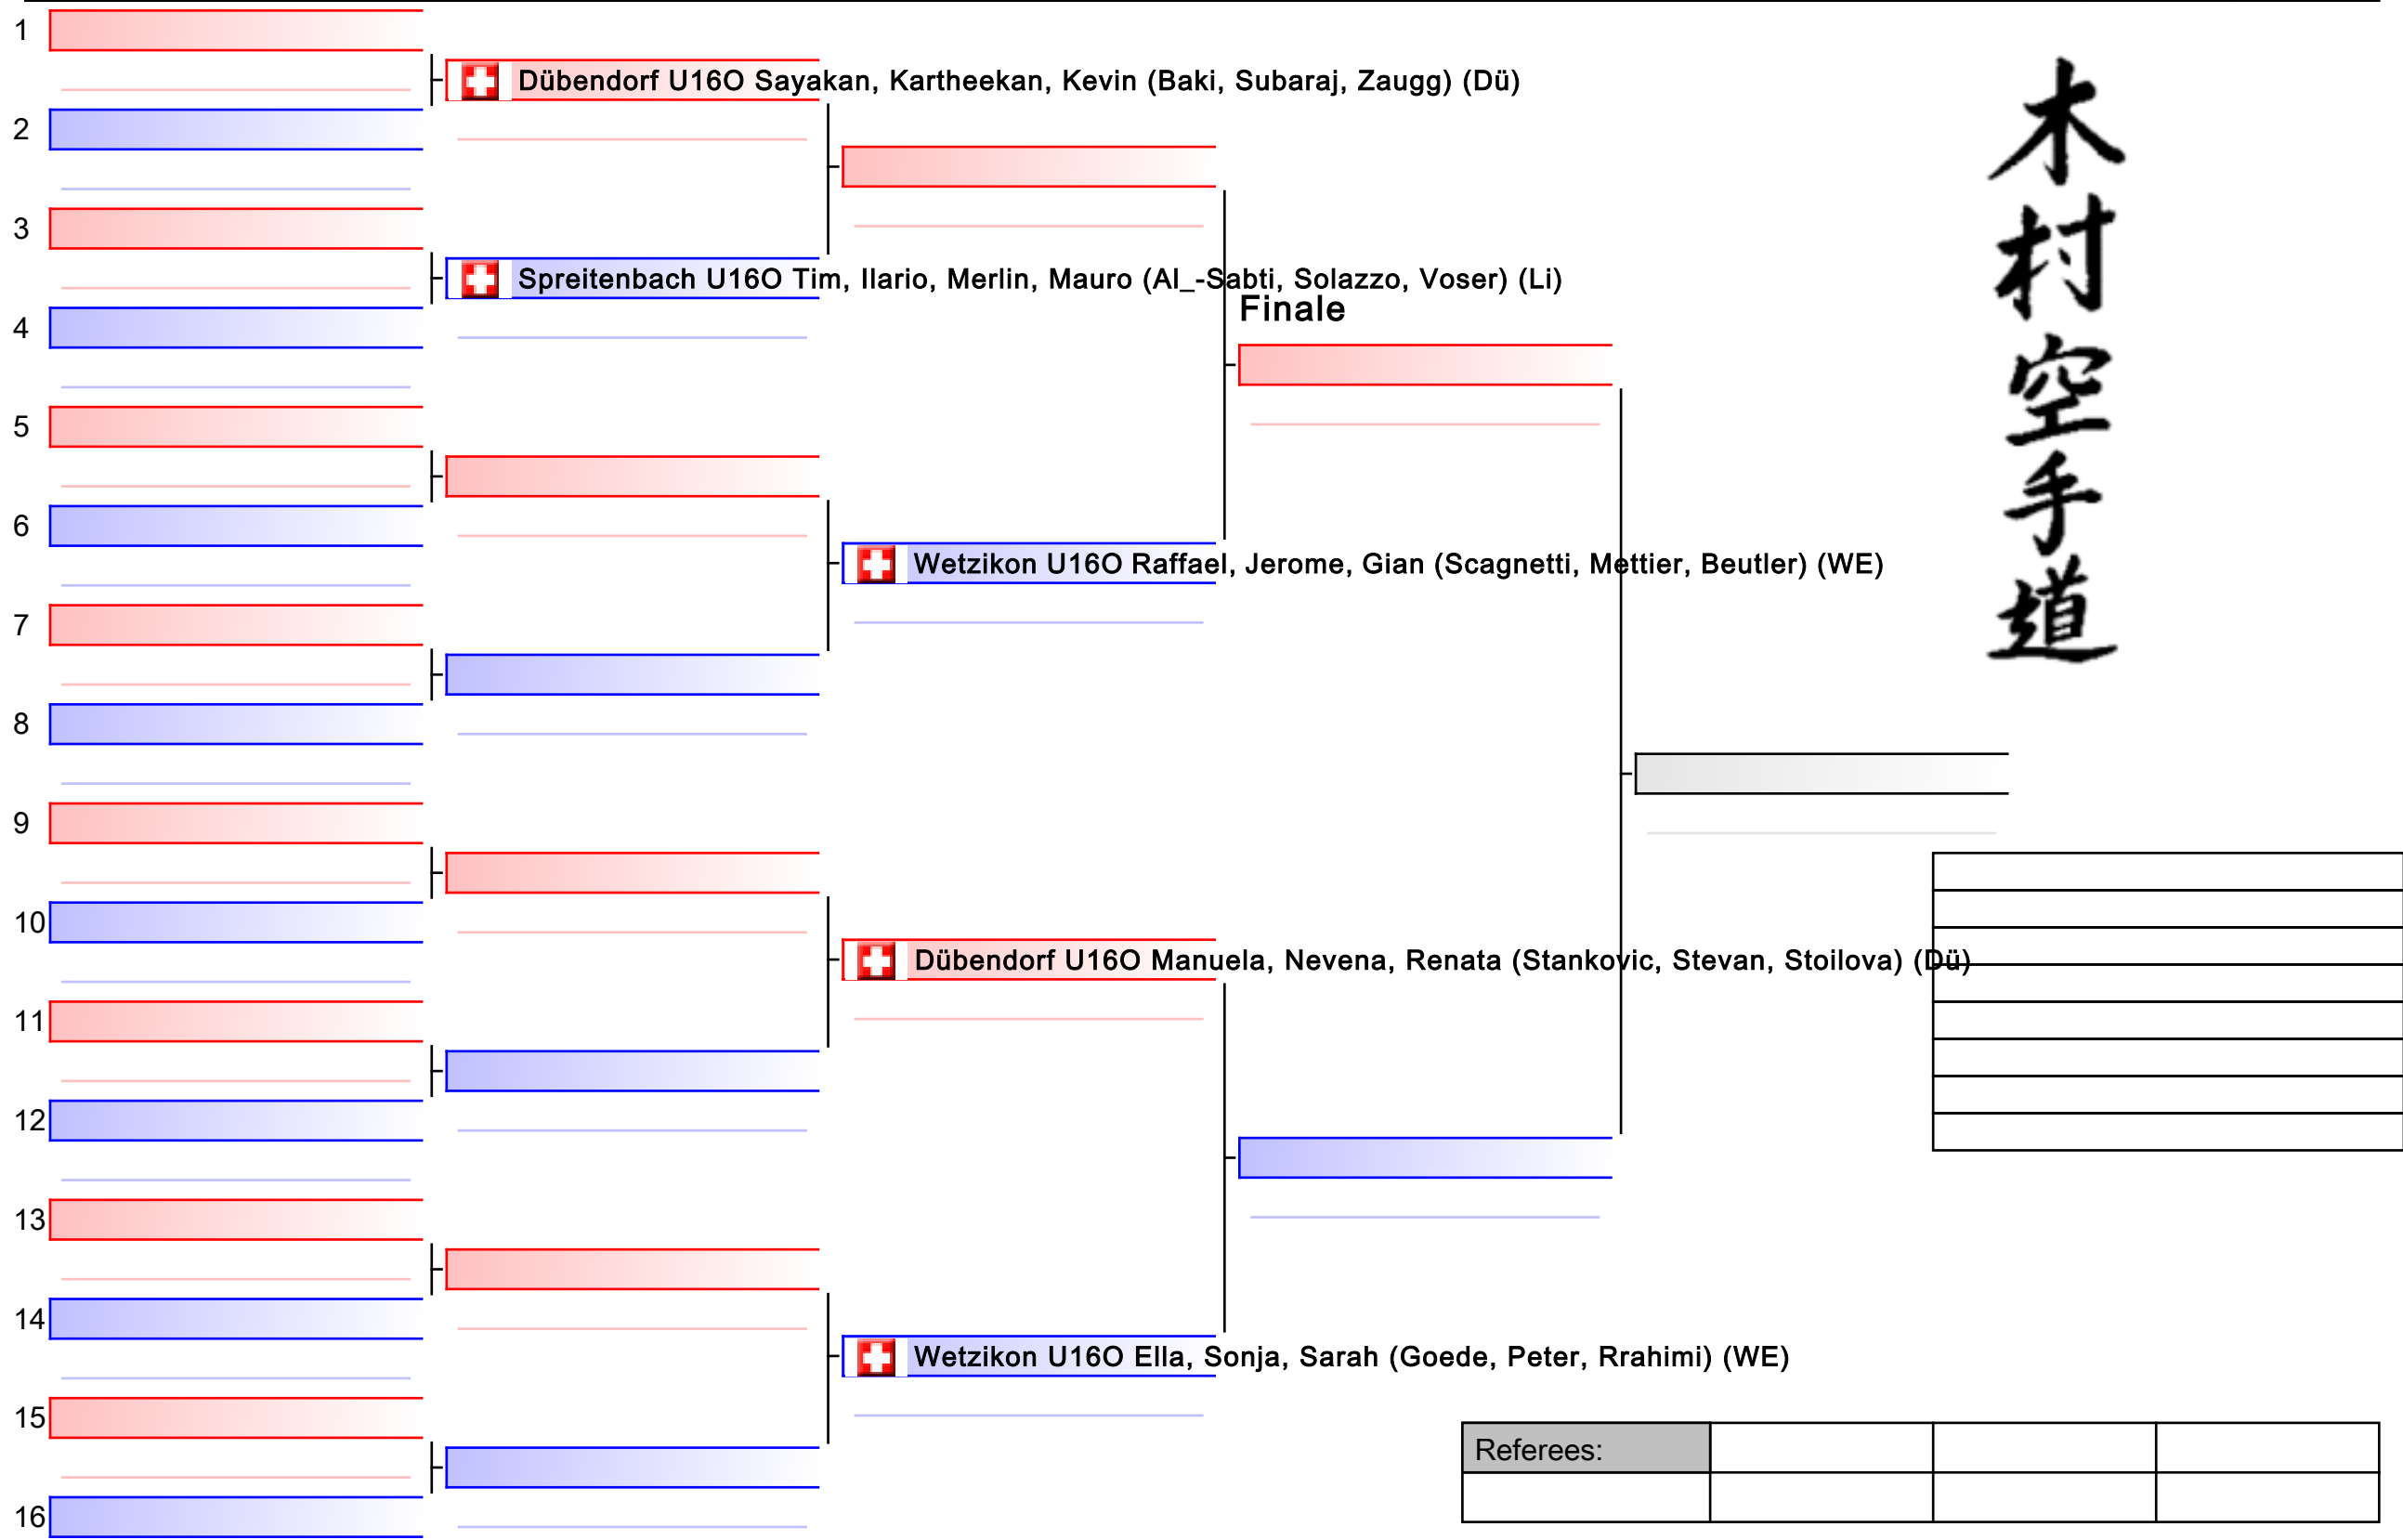 1
Dübendorf U16O Sayakan, Kartheekan, Kevin (Baki, Subaraj, Zaugg) (Dü)
2
3
Spreitenbach U16O Tim, Ilario, Merlin, Mauro (Al_-Sabti, Solazzo, Voser) (Li)
Finale
4
5
6
Wetzikon U16O Raffael, Jerome, Gian (Scagnetti, Mettier, Beutler) (WE)
7
8
9
10
Dübendorf U16O Manuela, Nevena, Renata (Stankovic, Stevan, Stoilova) (Dü)
11
12
13
14
Wetzikon U16O Ella, Sonja, Sarah (Goede, Peter, Rrahimi) (WE)
15
Referees:
16
木村空手道